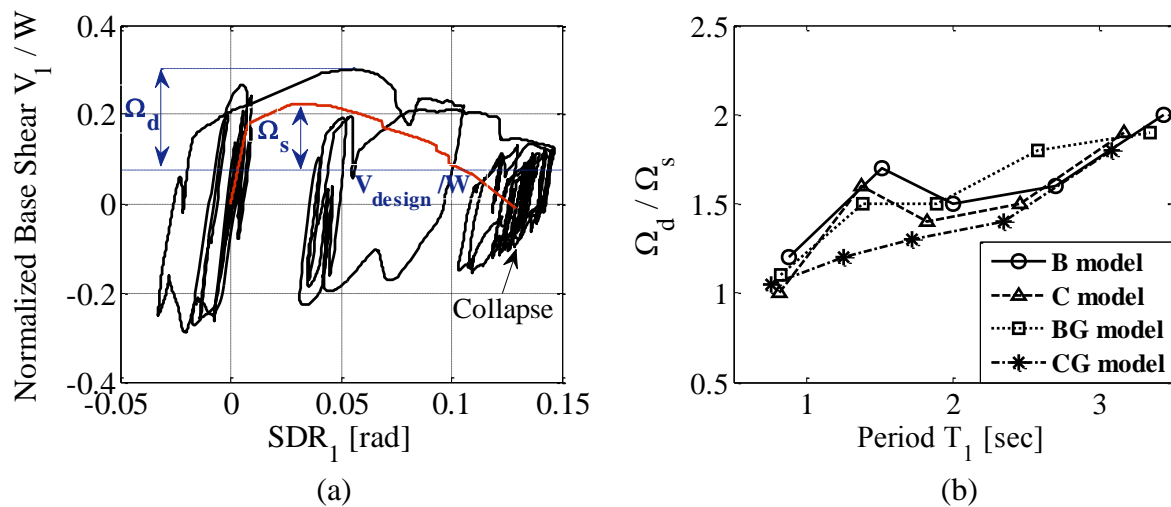 Normalized Base Shear V1 / W
0.4
0.2
0
-0.2
-0.4
Ωd
Ωs
Vdesign/W
Collapse
-0.05
0
0.05
0.1
0.15
SDR1 [rad]
(a)
Ωd / Ωs
2.5
2
1.5
1
0.5
B model
C model
BG model
CG model
1
2
3
Period T1 [sec]
(b)